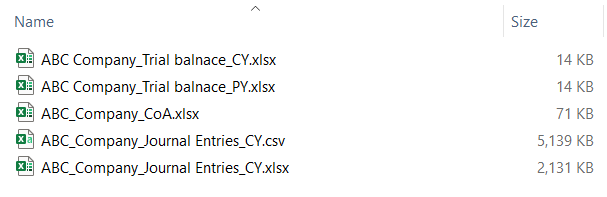 Name Size
ABC Company_Trial balnace_CY.xlsx 14 KB
ABC Company_Trial balnace_PY.xlsx 14 KB
ABC_Company_CoA.xlsx 71 KB
ABC_Company_Journal Entries_CY.csv 5,139 KB
ABC_Company_Journal Entries_CY.xlsx 2,131 KB